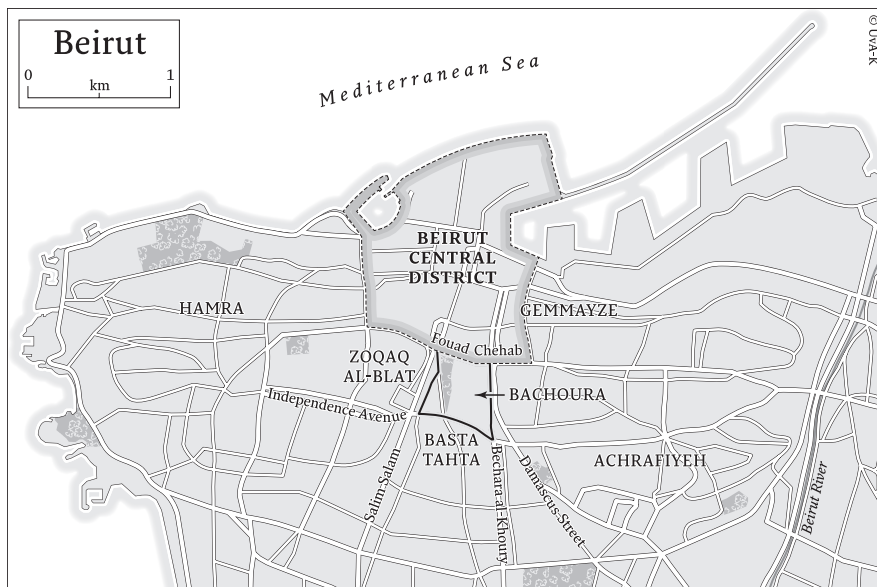 Beirut
0 1
km
© UvA-K
Mediterranean Sea
BEIRUT
CENTRAL
DISTRICT
HAMRA
GEMMAYZE
Fouad Chehab
ZOQAQ
AL-BLAT
BACHOURA
Independence Avenue
BASTA
TAHTA
ACHRAFIYEH
Salim Salam
Bechara al-Khoury
Damascus Street
Beirut River